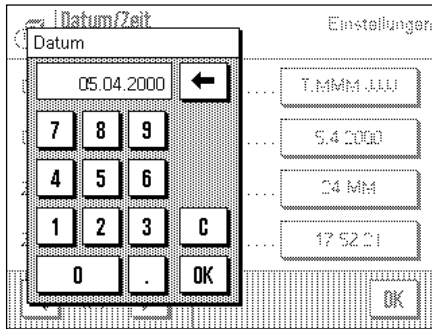 Datum/Zeit Einstellungen
Datum
05.04.2000
T.MMM.JJJJ
7 8 9
5.4.2000
4 5 6
24 MM
1 2 3 C
17:52:21
0 . OK
OK